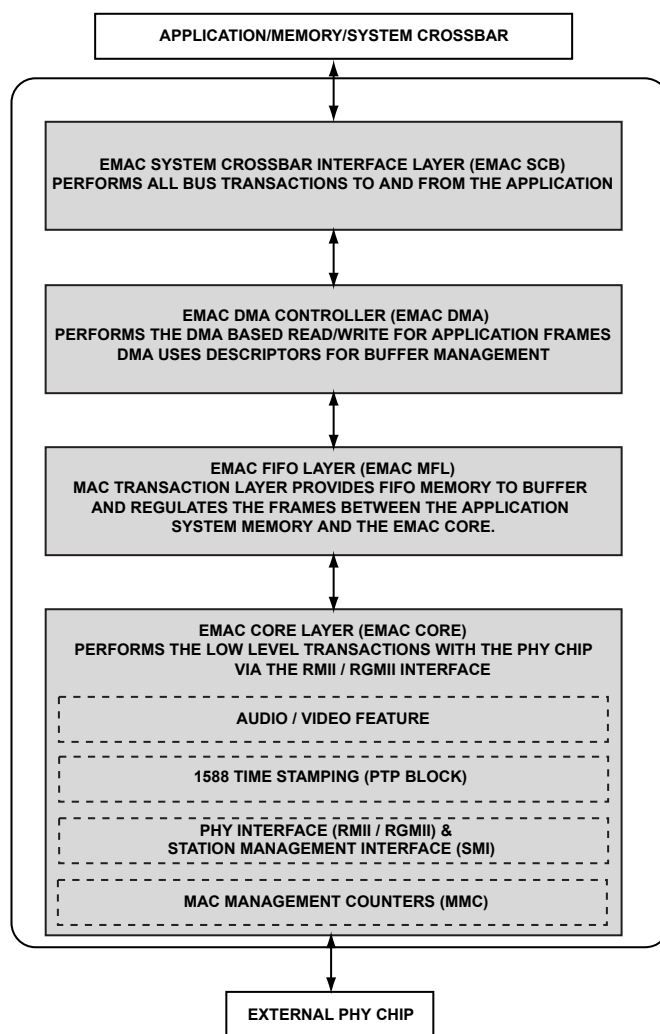 APPLICATION/MEMORY/SYSTEM CROSSBAR
EMAC SYSTEM CROSSBAR INTERFACE LAYER (EMAC SCB)
PERFORMS ALL BUS TRANSACTIONS TO AND FROM THE APPLICATION
EMAC DMA CONTROLLER (EMAC DMA)
PERFORMS THE DMA BASED READ/WRITE FOR APPLICATION FRAMES
DMA USES DESCRIPTORS FOR BUFFER MANAGEMENT
EMAC FIFO LAYER (EMAC MFL)
MAC TRANSACTION LAYER PROVIDES FIFO MEMORY TO BUFFER
AND REGULATES THE FRAMES BETWEEN THE APPLICATION
SYSTEM MEMORY AND THE EMAC CORE.
EMAC CORE LAYER (EMAC CORE)
PERFORMS THE LOW LEVEL TRANSACTIONS WITH THE PHY CHIP
VIA THE RMII / RGMII INTERFACE
AUDIO / VIDEO FEATURE
1588 TIME STAMPING (PTP BLOCK)
PHY INTERFACE (RMII / RGMII) &
STATION MANAGEMENT INTERFACE (SMI)
MAC MANAGEMENT COUNTERS (MMC)
EXTERNAL PHY CHIP